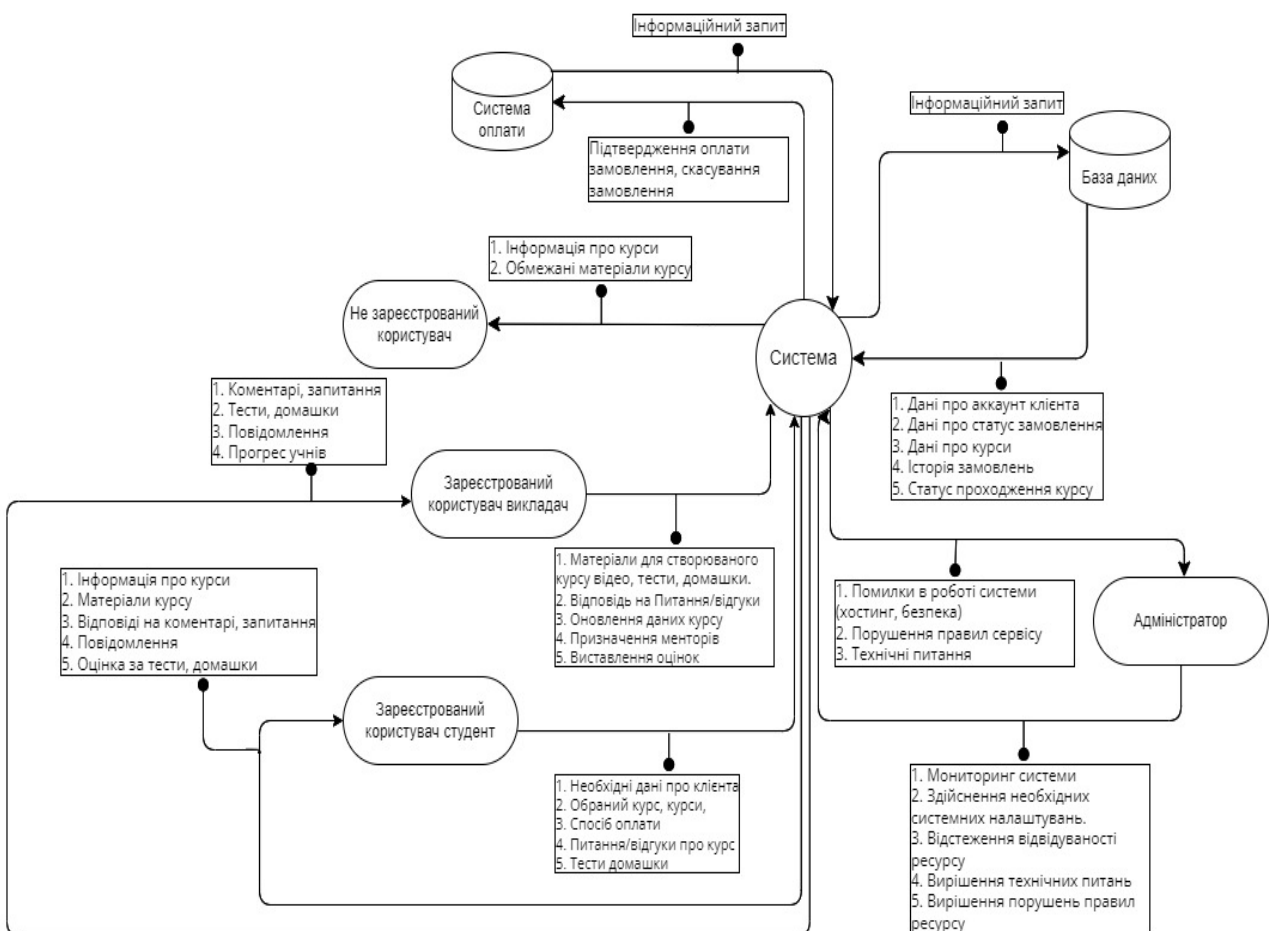 Інформаційний запит
Система
оплати
Інформаційний запит
Підтвердження оплати
замовлення, скасування
замовлення
База даних
1. Інформація про курси
2. Обмежані матеріали курсу
Не зареєстрований
користувач
Система
1. Коментарі, запитання
2. Тести, домашки
3. Повідомлення
4. Прогрес учнів
1. Дані про аккаунт клієнта
2. Дані про статус замовлення
3. Дані про курси
4. Історія замовлень
5. Статус проходження курсу
Зареєстрований
користувач викладач
1. Матеріали для створюваного
курсу відео, тести, домашки.
2. Відповідь на Питання/відгуки
3. Оновлення даних курсу
4. Призначення менторів
5. Виставлення оцінок
1. Помилки в роботі системи
(хостинг, безпека)
2. Порушення правил сервісу
3. Технічні питання
Адміністратор
1. Інформація про курси
2. Матеріали курсу
3. Відповіді на коментарі, запитання
4. Повідомлення
5. Оцінка за тести, домашки
Зареєстрований
користувач студент
1. Необхідні дані про клієнта
2. Обраний курс, курси,
3. Спосіб оплати
4. Питання/відгуки про курс
5. Тести домашки
1. Мониторинг системи
2. Здійснення необхідних
системних налаштувань.
3. Відстеження відвідуваності
ресурсу
4. Вирішення технічних питань
5. Вирішення порушень правил
ресурсу